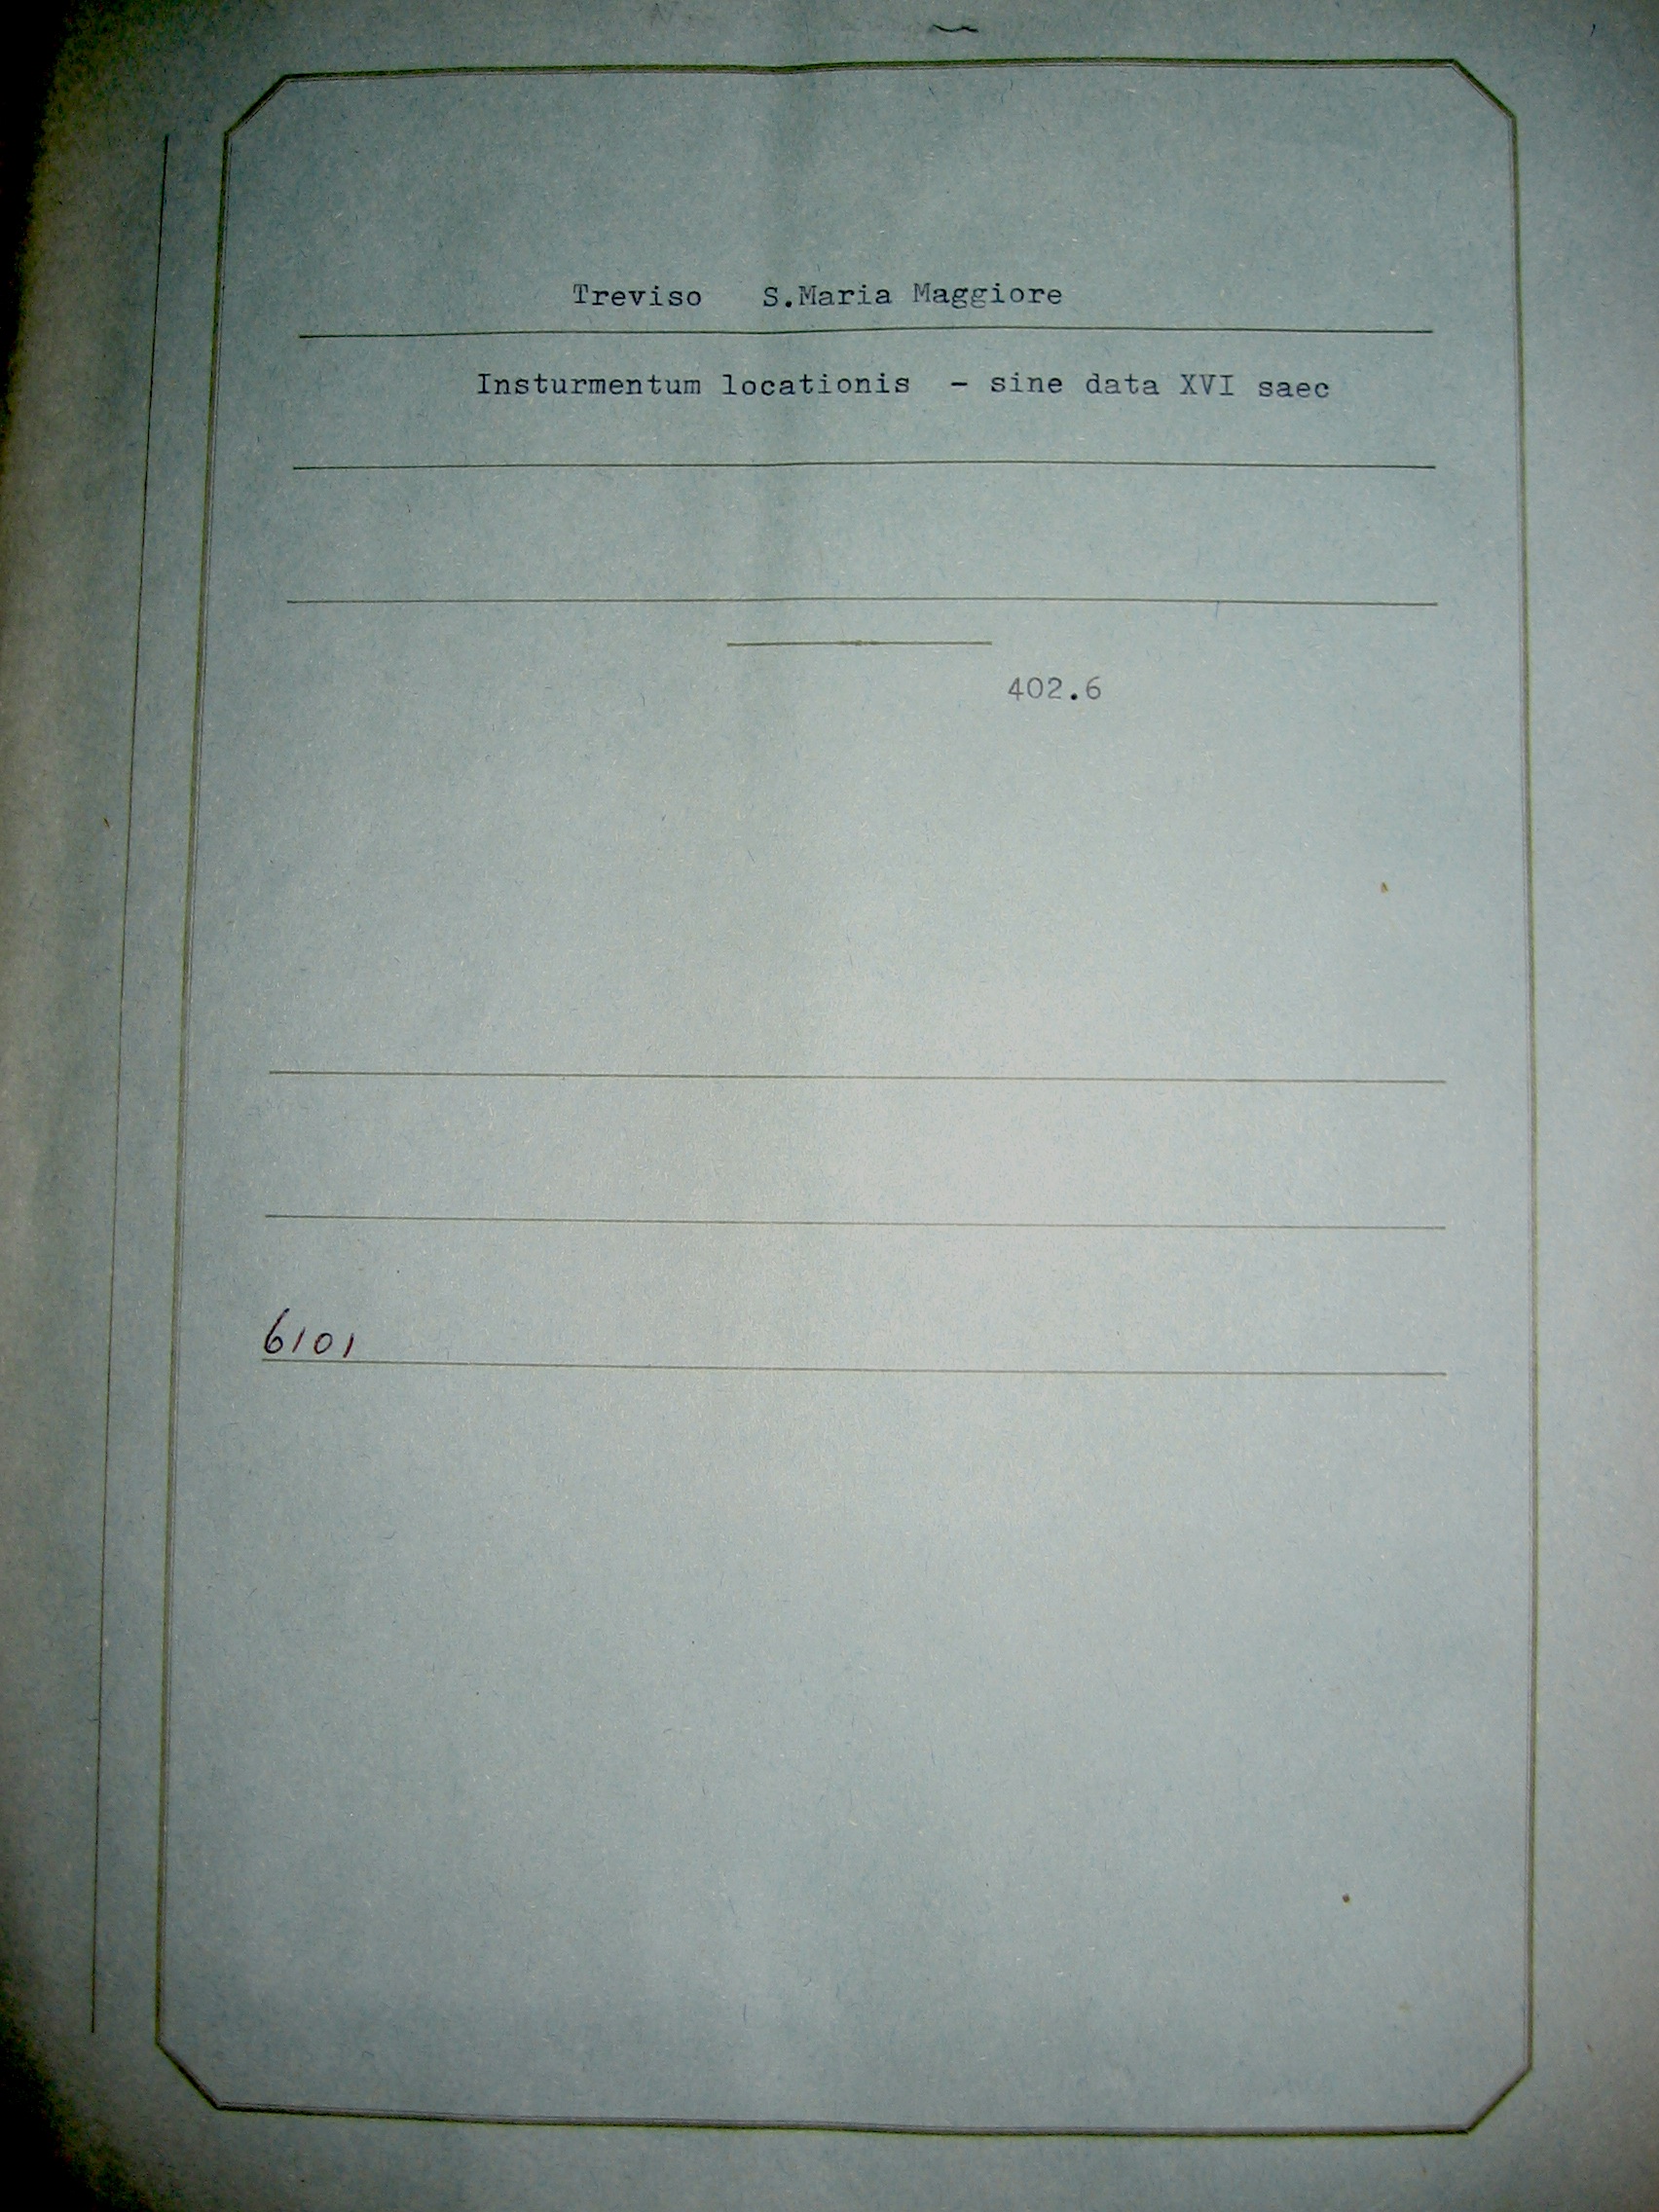 Treviso S.Maria Maggiore
Insturmentum locationis - sine data XVI saec
402.6
6101